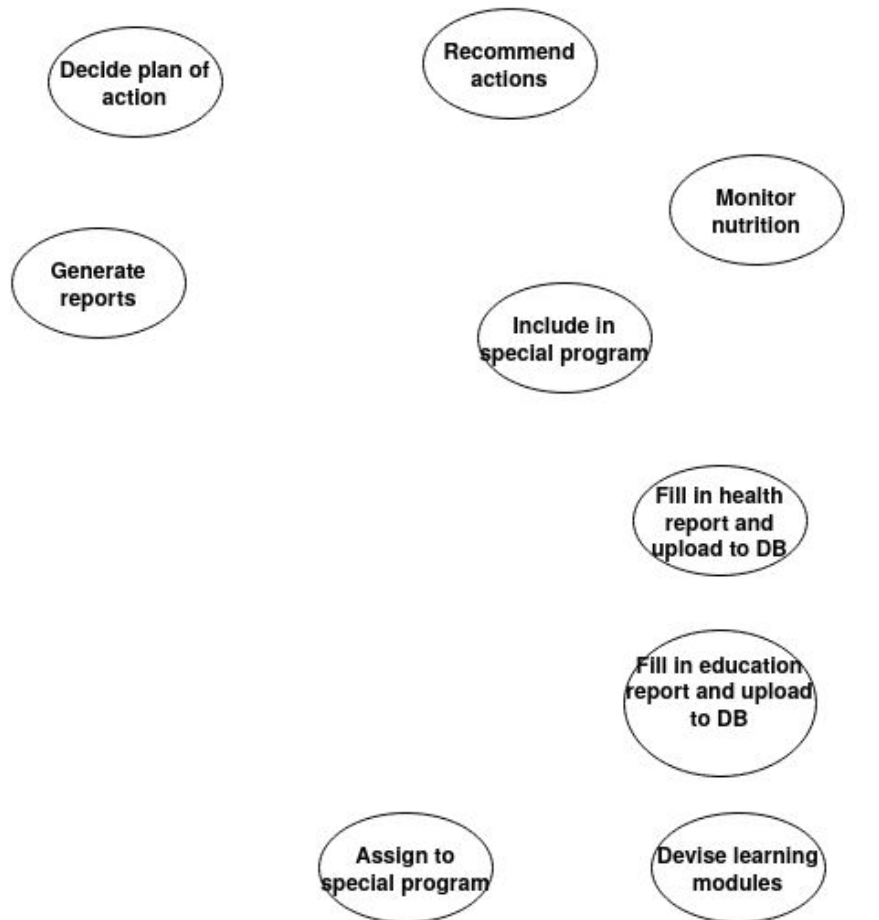 Decide plan of
action
Recommend
actions
Monitor
nutrition
Generate
reports
Include in
special program
Fill in health
report and
upload to DB
Fill in education
report and upload
to DB
Assign to
special program
Devise learning
modules